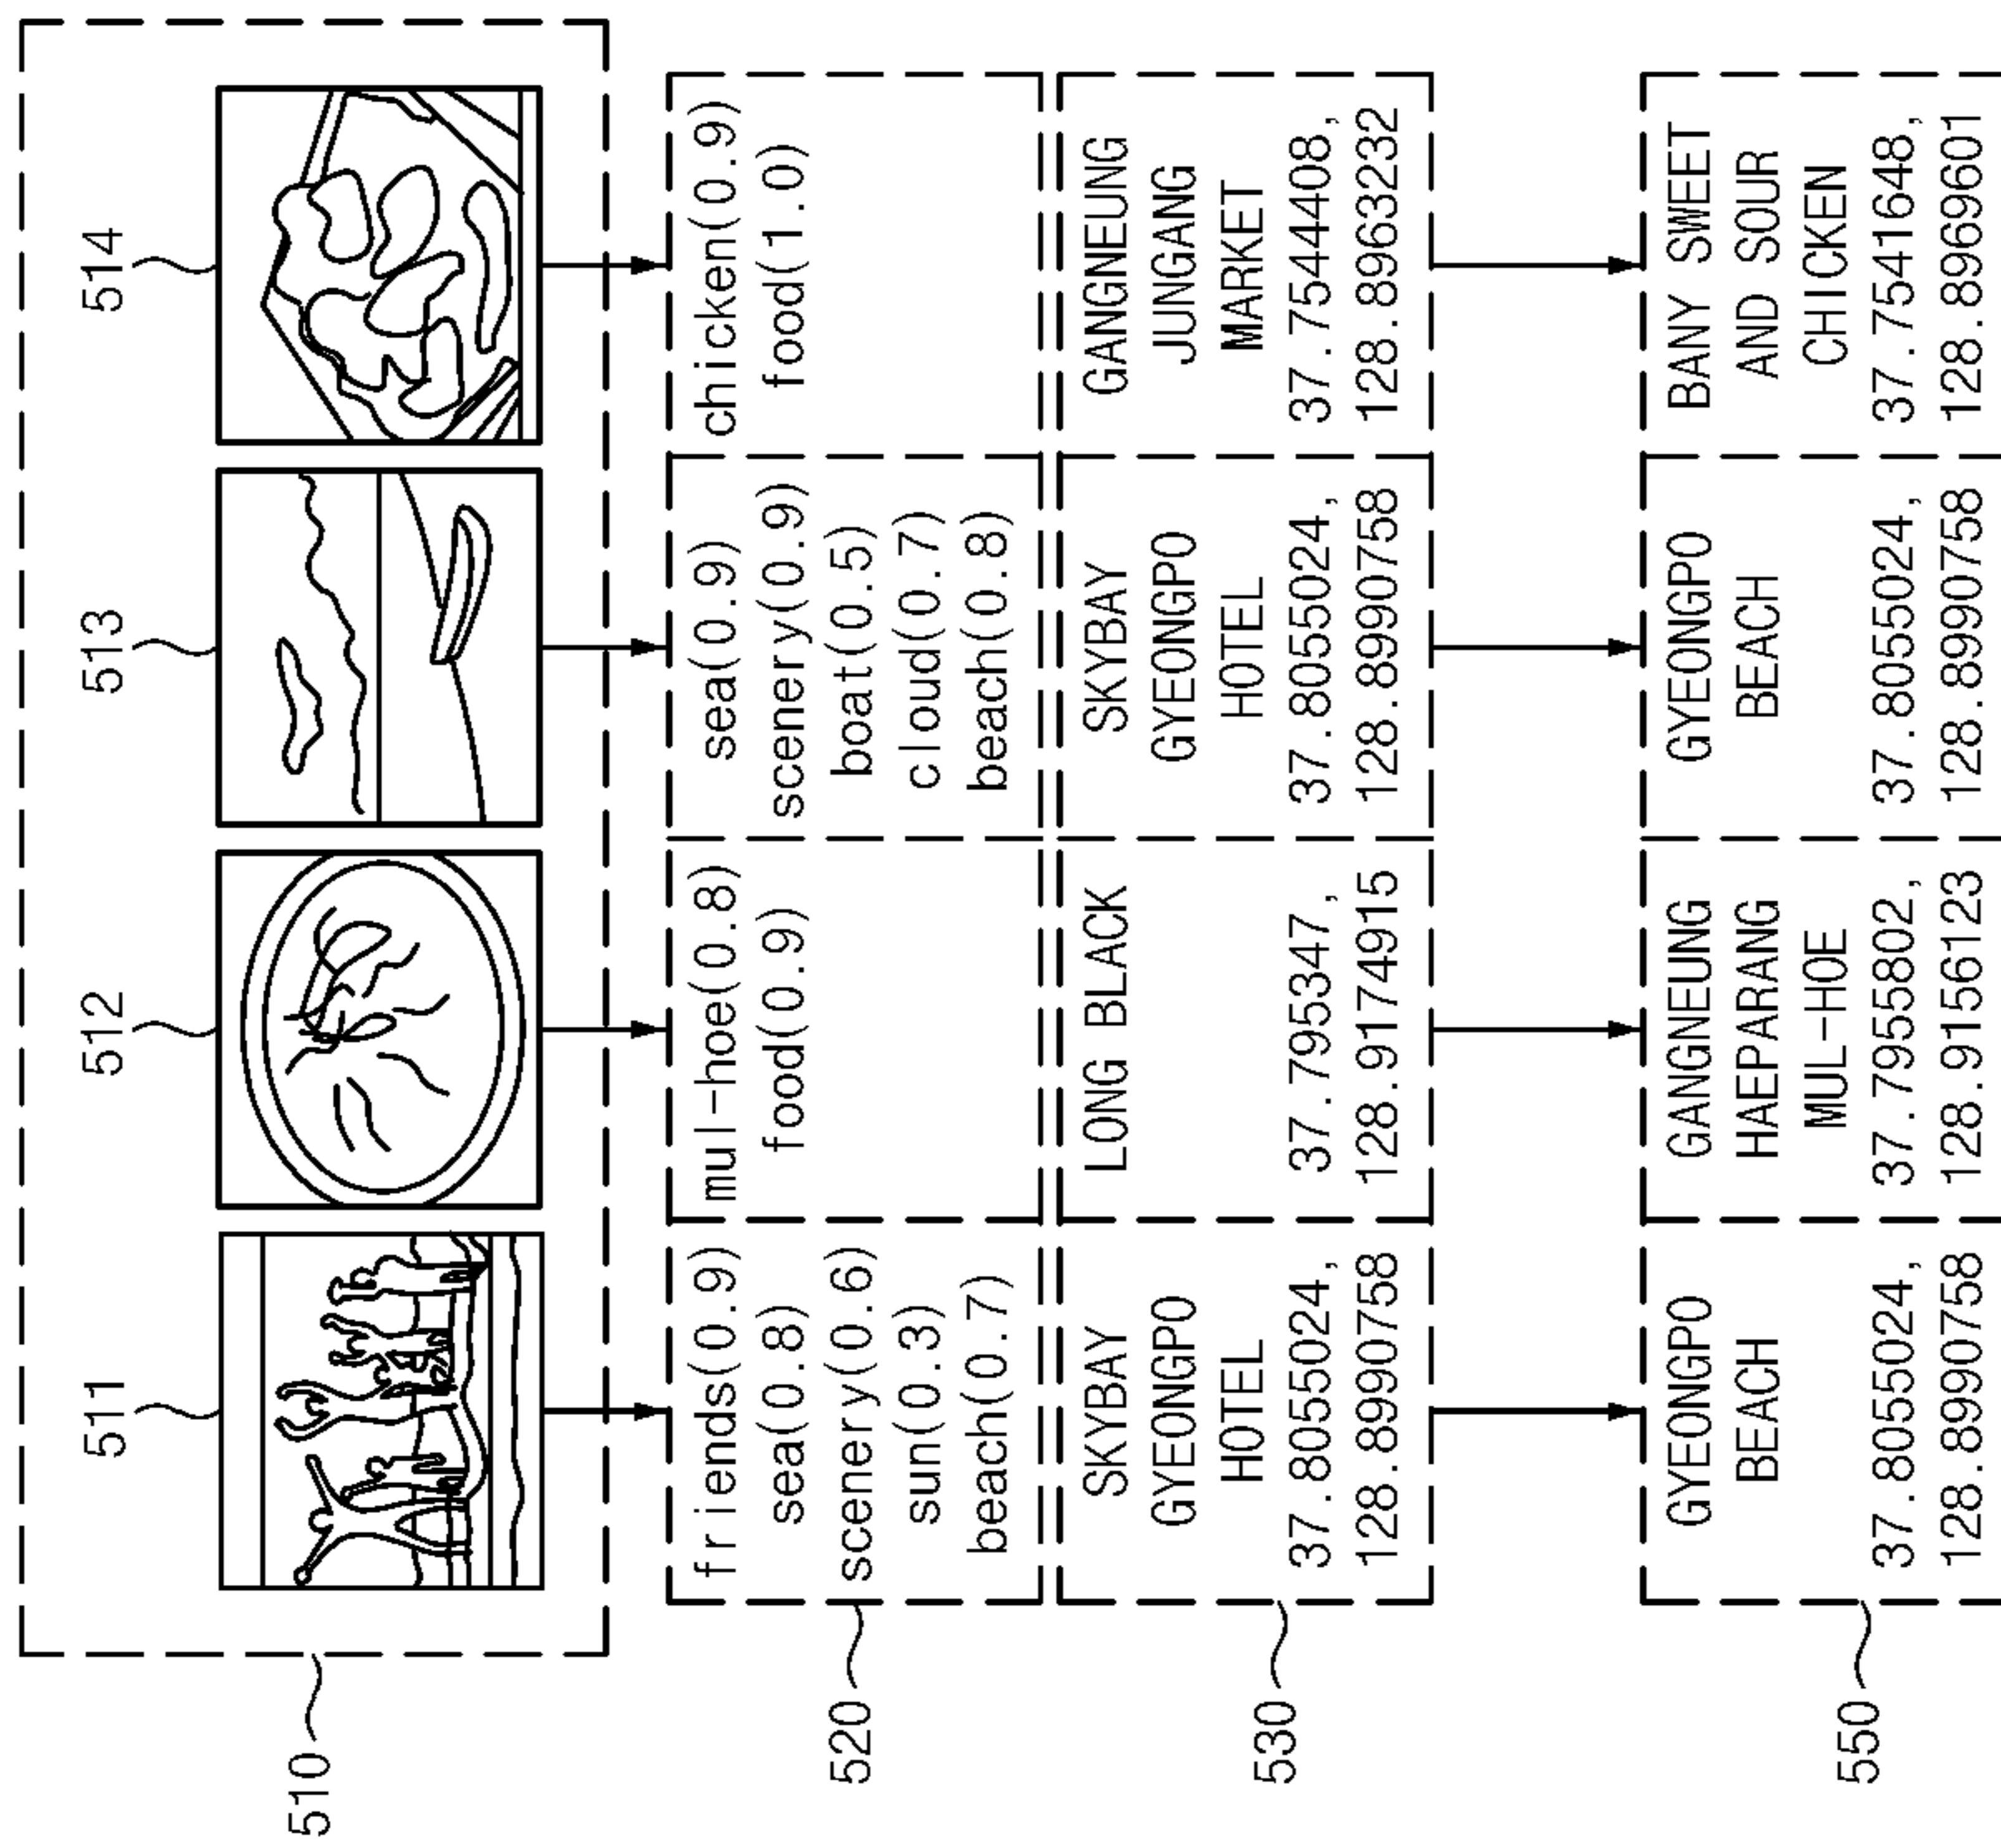 510
511
512
513
514
520
friends(0.9)
sea(0.8)
scenery(0.6)
sun(0.3)
beach(0.7)
mul-hoe(0.8)
food(0.9)
sea(0.9)
scenery(0.9)
boat(0.5)
cloud(0.7)
beach(0.8)
chicken(0.9)
food(1.0)
530
SKYBAY
GYEONGPO
HOTEL
37.8055024,
128.8990758
LONG BLACK
37.795347,
128.9174915
SKYBAY
GYEONGPO
HOTEL
37.8055024,
128.8990758
GANGNEUNG
JUNGANG
MARKET
37.7544408,
128.8963232
550
GYEONGPO
BEACH
37.8055024,
128.8990758
GANGNEUNG
HAEPARANG
MUL-HOE
37.7955802,
128.9156123
GYEONGPO
BEACH
37.8055024,
128.8990758
BANY SWEET
AND SOUR
CHICKEN
37.7541648,
128.8969601